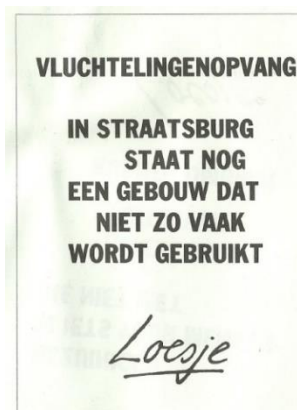 VLUCHTELINGENOPVANG
IN STRAATSBURG
STAAT NOG
EEN GEBOUW DAT
NIET ZO VAAK
WORDT GEBRUIKT
Loesje